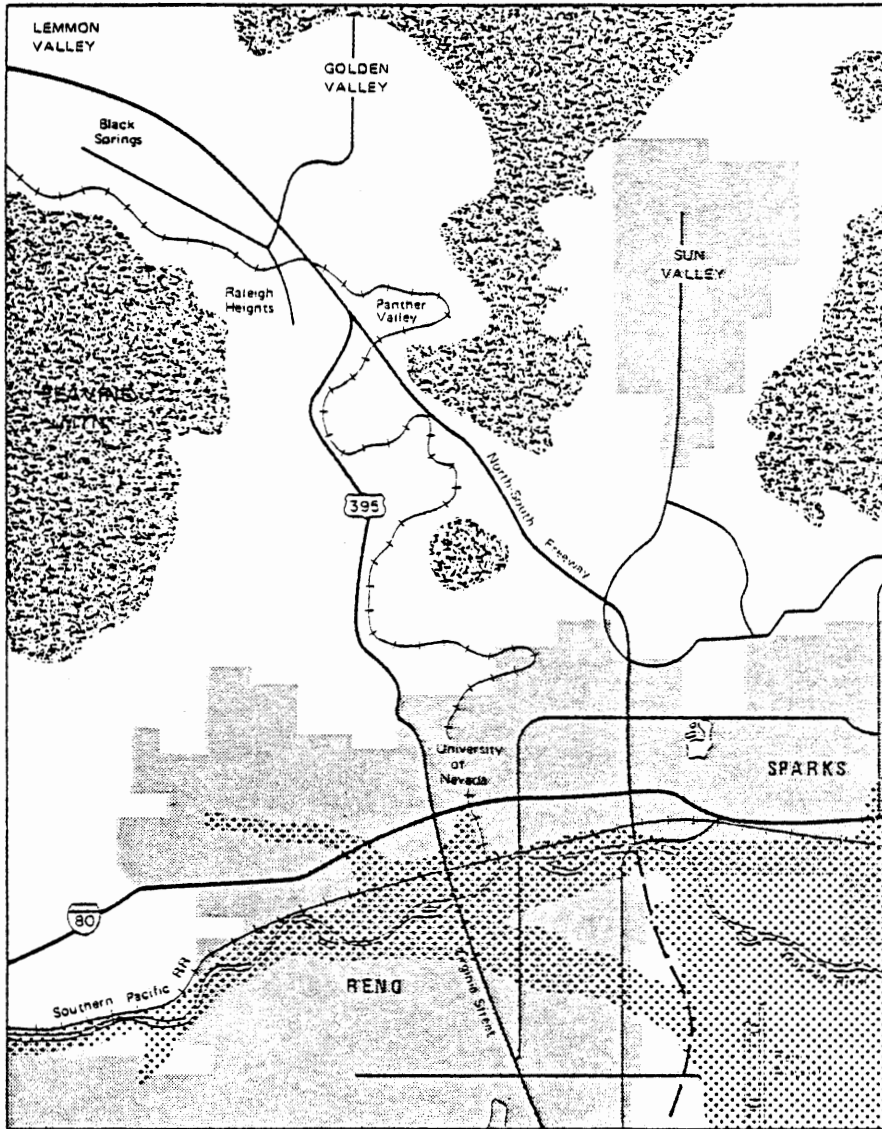 LEMMON
VALLEY
GOLDEN
VALLEY
Black
Springs
SUN
VALLEY
Raleigh
Heights
Panther
Valley
395
North-South Freeway
University
of
Nevada
SPARKS
80
Southern Pacific RR
RENO
Virginia Street